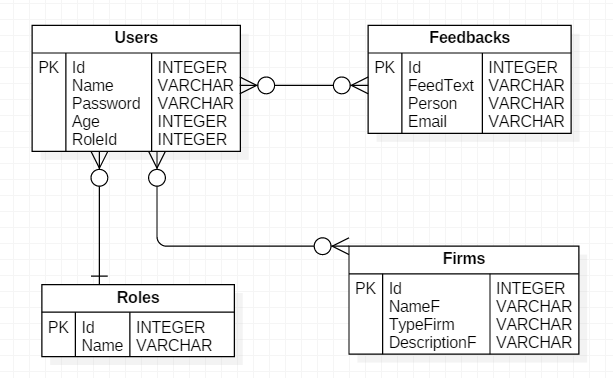 Users
PK Id INTEGER
Name VARCHAR
Password VARCHAR
Age INTEGER
RoleId INTEGER
Feedbacks
PK Id INTEGER
FeedText VARCHAR
Person VARCHAR
Email VARCHAR
Roles
PK Id INTEGER
Name VARCHAR
Firms
PK Id INTEGER
NameF VARCHAR
TypeFirm VARCHAR
DescriptionF VARCHAR